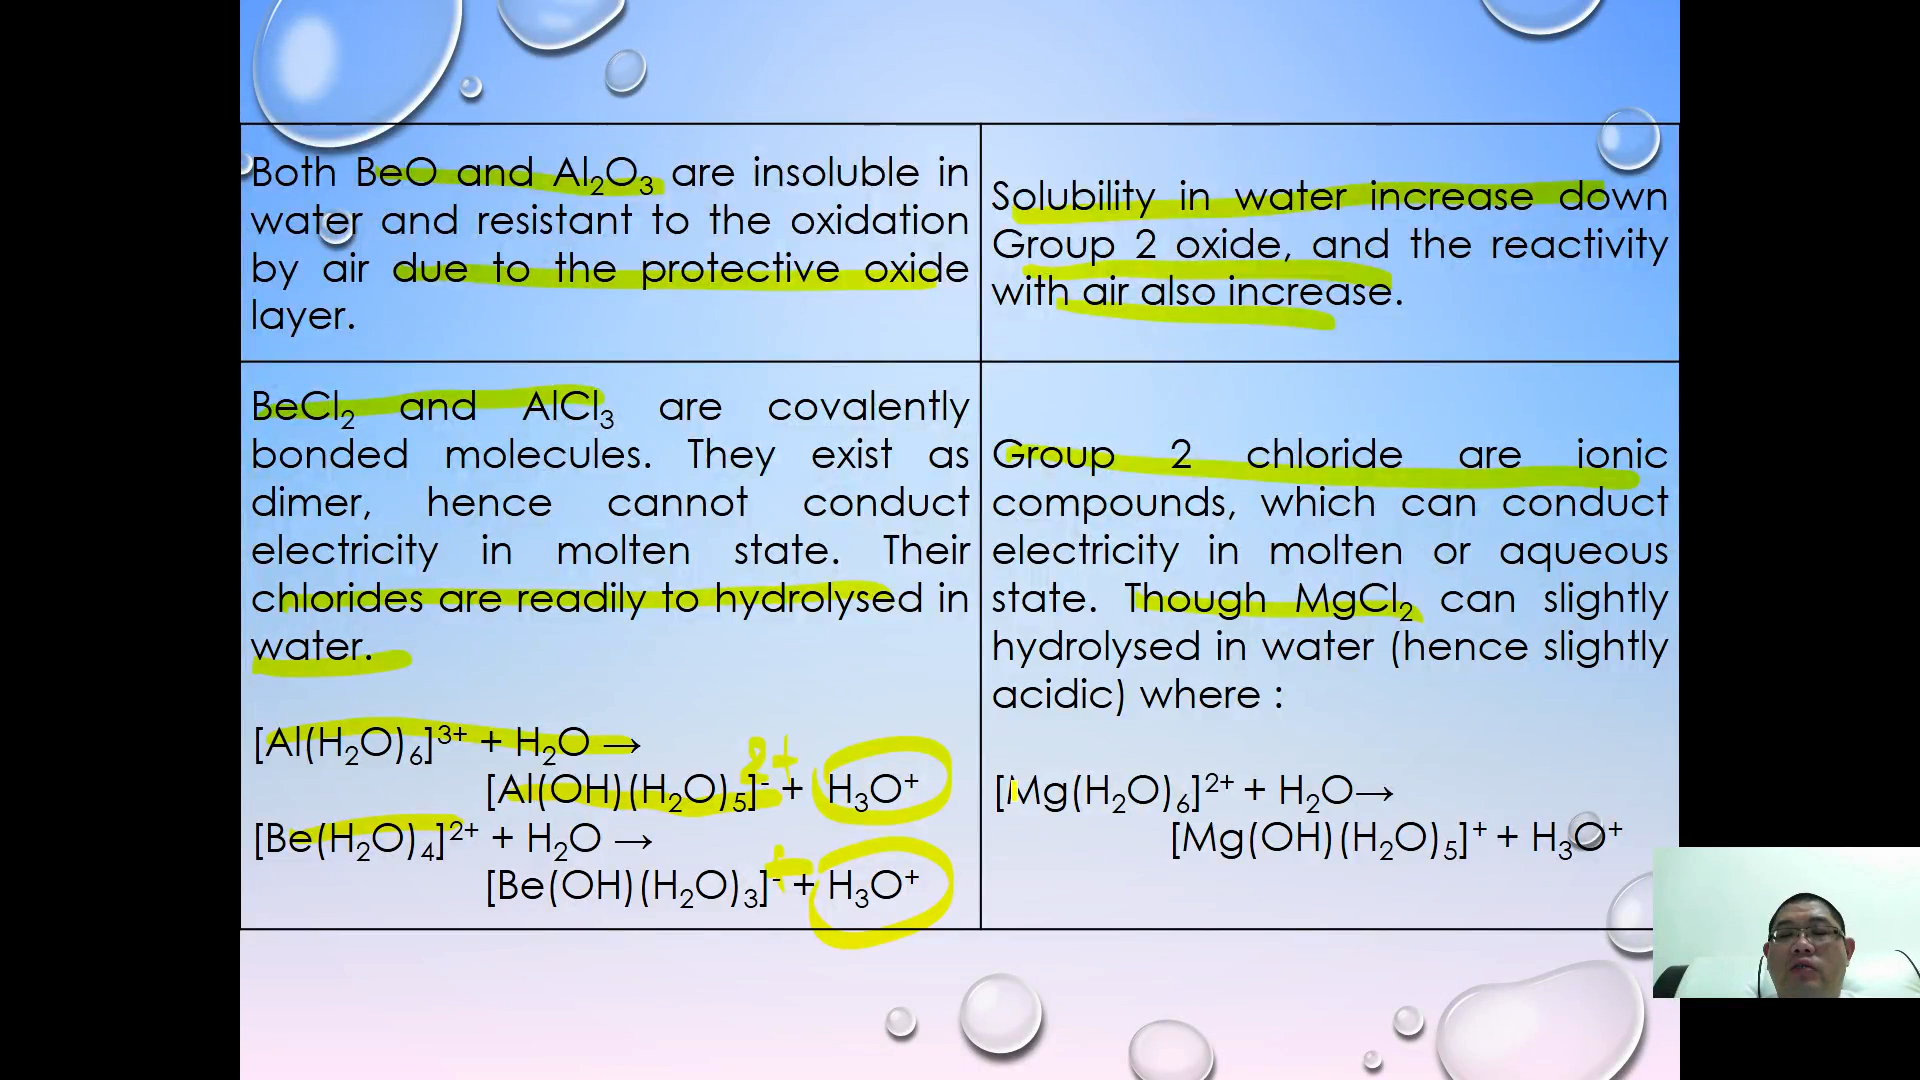 Both BeO and Al₂O₃ are insoluble in
water and resistant to the oxidation
by air due to the protective oxide
layer.
Solubility in water increase down
Group 2 oxide, and the reactivity
with air also increase.
BeCl₂ and AlCl₃ are covalently
bonded molecules. They exist as
dimer, hence cannot conduct
electricity in molten state. Their
chlorides are readily to hydrolysed in
water.
[Al(H₂O)₆]³⁺ + H₂O →
[Al(OH)(H₂O)₅]⁻ + H₃O⁺
2+
[Be(H₂O)₄]²⁺ + H₂O →
[Be(OH)(H₂O)₃]⁻ + H₃O⁺
+
Group 2 chloride are ionic
compounds, which can conduct
electricity in molten or aqueous
state. Though MgCl₂ can slightly
hydrolysed in water (hence slightly
acidic) where :
[Mg(H₂O)₆]²⁺ + H₂O→
[Mg(OH)(H₂O)₅]⁺ + H₃O⁺